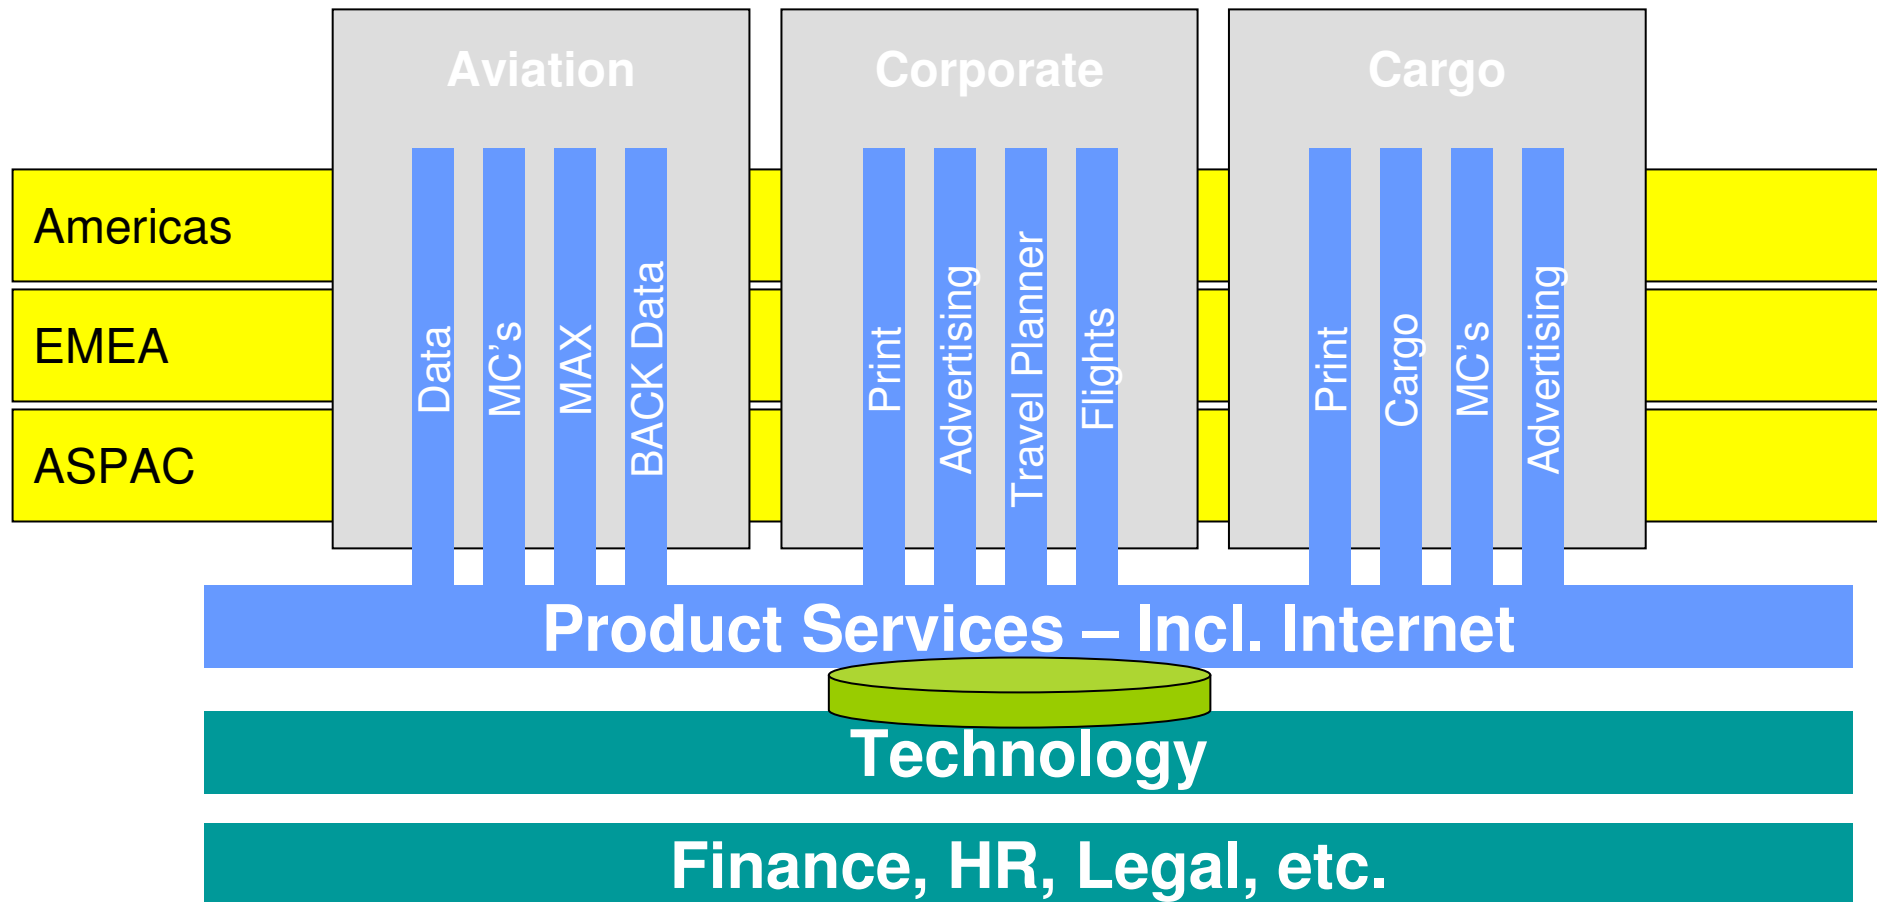 Aviation
Corporate
Cargo
Americas
EMEA
ASPAC
Data
MC's
MAX
BACK Data
Print
Advertising
Travel Planner
Flights
Print
Cargo
MC's
Advertising
Product Services – Incl. Internet
Technology
Finance, HR, Legal, etc.